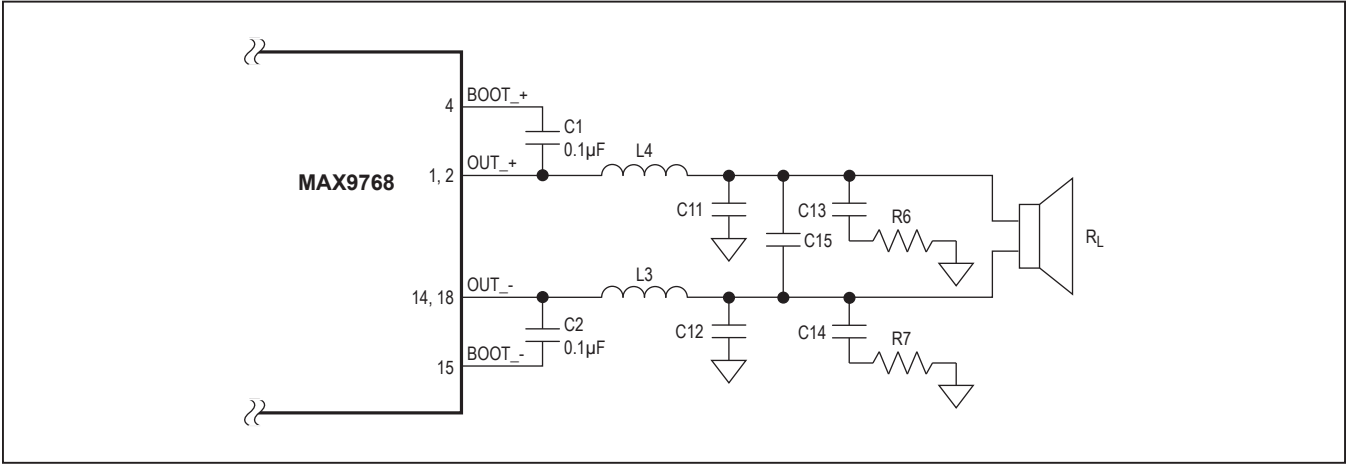 4 BOOT_+
C1
0.1µF
MAX9768
1, 2 OUT_+
L4
C11
C15
C13
R6
RL
14, 18 OUT_-
L3
C2
0.1µF
15 BOOT_-
C12
C14
R7